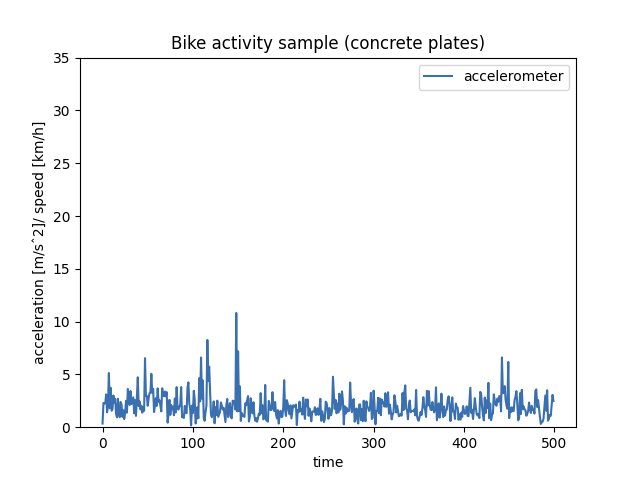 Bike activity sample (concrete plates)
accelerometer
acceleration [m/sˆ2]/ speed [km/h]
35
30
25
20
15
10
5
0
0 100 200 300 400 500
time